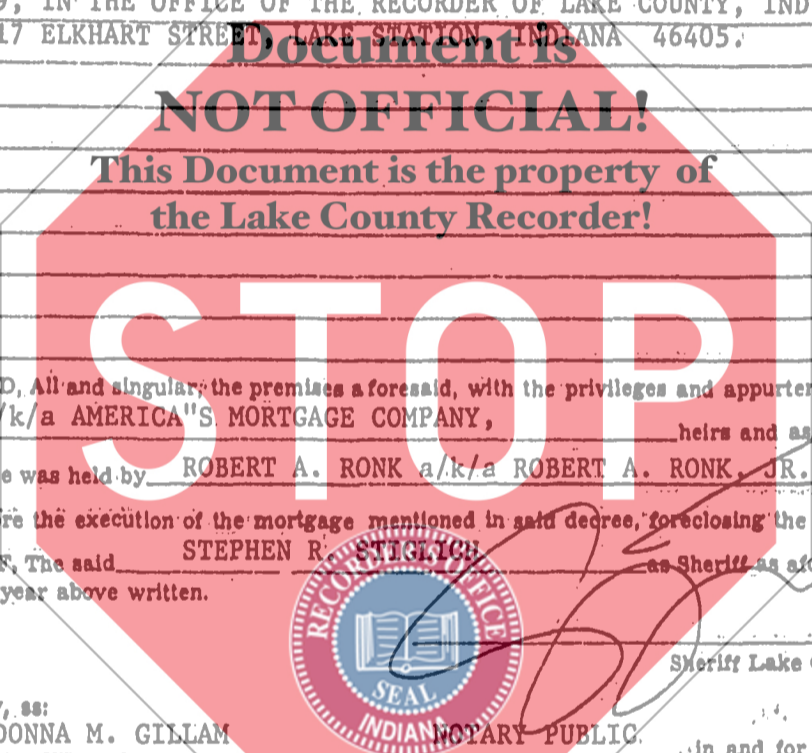 9, IN THE OFFICE OF THE RECORDER OF LAKE COUNTY, IND
17 ELKHART STREET, LAKE STATION, INDIANA 46405.
Document is
NOT OFFICIAL!
This Document is the property of
the Lake County Recorder!
STOP
D, All and singular, the premises aforesaid, with the privileges and appurten
/k/a AMERICA"S MORTGAGE COMPANY,
heirs and as
e was held by ROBERT A. RONK a/k/a ROBERT A. RONK, JR.
re the execution of the mortgage mentioned in said decree, foreclosing the
F, The said STEPHEN R. STIGLICH as Sheriff as afo
year above written.
RECORDER'S OFFICE
SEAL
INDIANA
Sheriff Lake
, ss:
DONNA M. GILLAM NOTARY PUBLIC
in and for